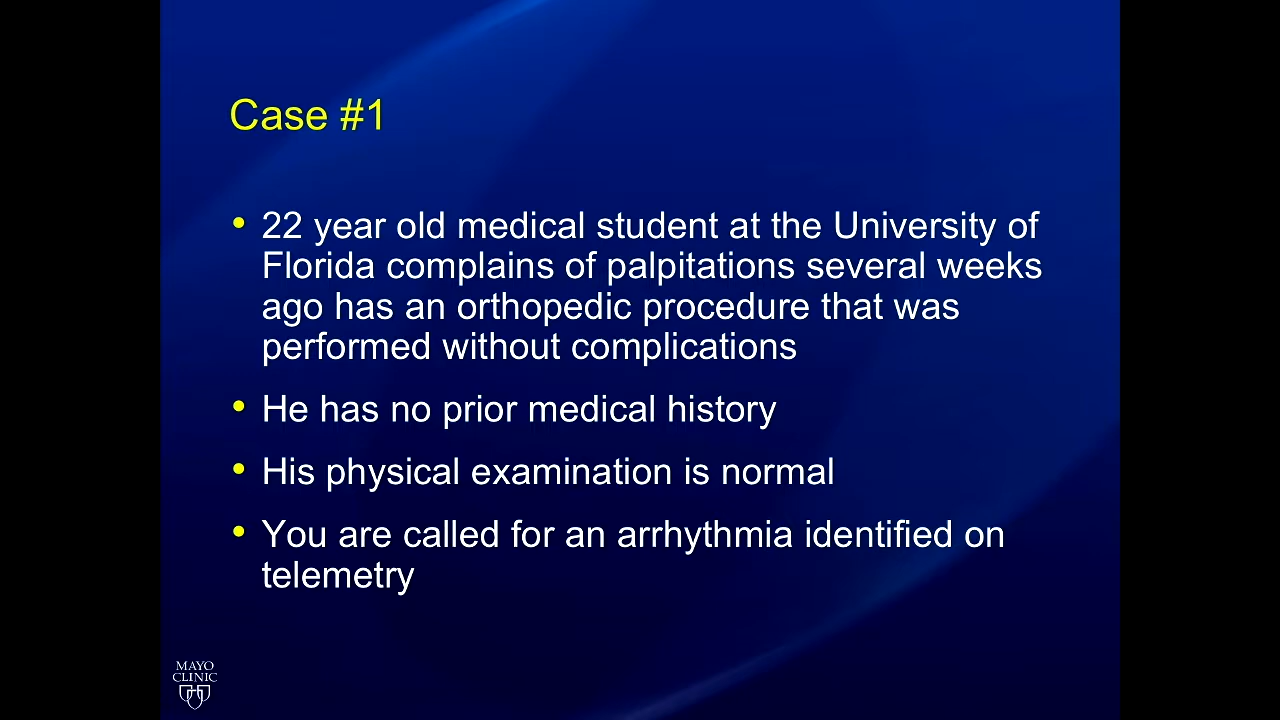 Case #1
• 22 year old medical student at the University of
Florida complains of palpitations several weeks
ago has an orthopedic procedure that was
performed without complications
• He has no prior medical history
• His physical examination is normal
• You are called for an arrhythmia identified on
telemetry
MAYO
CLINIC